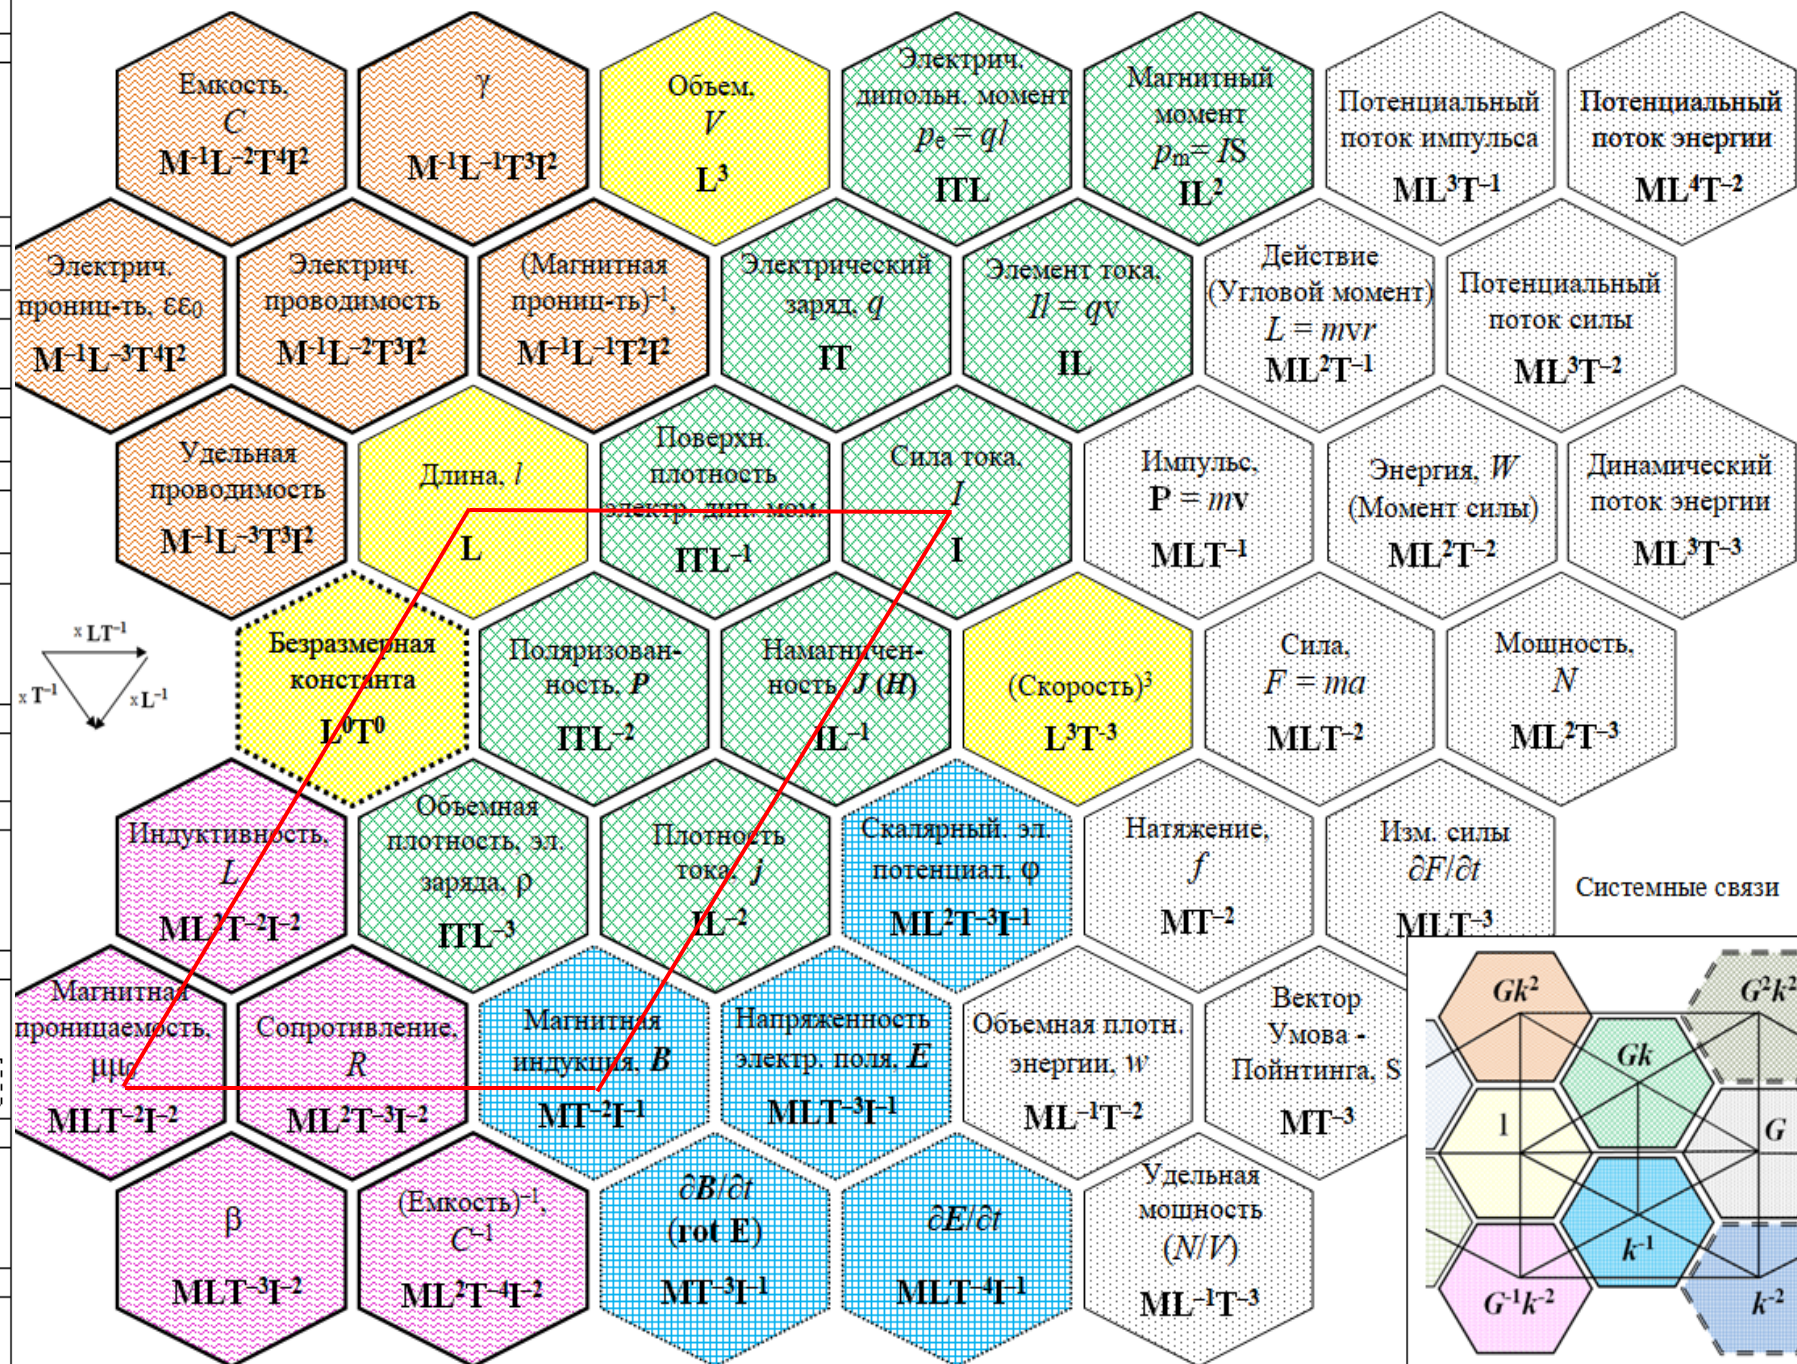 Емкость,
C
M⁻¹L⁻²T⁴I²
γ
M⁻¹L⁻¹T³I²
Объем,
V
L³
Электрич.
дипольн. момент
pₑ = ql
ITL
Магнитный
момент
pₘ= IS
IL²
Потенциальный
поток импульса
ML³T⁻¹
Потенциальный
поток энергии
ML⁴T⁻²
Электрич.
прониц-ть, εε₀
M⁻¹L⁻³T⁴I²
Электрич.
проводимость
M⁻¹L⁻²T³I²
(Магнитная
прониц-ть)⁻¹,
M⁻¹L⁻¹T²I²
Электрический
заряд, q
IT
Элемент тока,
Il = qv
IL
Действие
(Угловой момент)
L = mvr
ML²T⁻¹
Потенциальный
поток силы
ML³T⁻²
Удельная
проводимость
M⁻¹L⁻³T³I²
Длина, l
L
Поверхн.
плотность
электр. дип. мом.
ITL⁻¹
Сила тока,
I
I
Импульс,
P = mv
MLT⁻¹
Энергия, W
(Момент силы)
ML²T⁻²
Динамический
поток энергии
ML³T⁻³
x LT⁻¹
x T⁻¹
x L⁻¹
Безразмерная
константа
L⁰T⁰
Поляризован-
ность, P
ITL⁻²
Намагничен-
ность, J (H)
IL⁻¹
(Скорость)³
L³T⁻³
Сила,
F = ma
MLT⁻²
Мощность,
N
ML²T⁻³
Индуктивность,
L
ML²T⁻²I⁻²
Объемная
плотность, эл.
заряда, ρ
ITL⁻³
Плотность
тока, j
IL⁻²
Скалярный. эл.
потенциал, φ
ML²T⁻³I⁻¹
Натяжение,
f
MT⁻²
Изм. силы
∂F/∂t
MLT⁻³
Системные связи
Магнитная
проницаемость,
μμ₀
MLT⁻²I⁻²
Сопротивление,
R
ML²T⁻³I⁻²
Магнитная
индукция, B
MT⁻²I⁻¹
Напряженность
электр. поля, E
MLT⁻³I⁻¹
Объемная плотн.
энергии, w
ML⁻¹T⁻²
Вектор
Умова -
Пойнтинга, S
MT⁻³
β
MLT⁻³I⁻²
(Емкость)⁻¹,
C⁻¹
ML²T⁻⁴I⁻²
∂B/∂t
(rot E)
MT⁻³I⁻¹
∂E/∂t
MLT⁻⁴I⁻¹
Удельная
мощность
(N/V)
ML⁻¹T⁻³
Gk²
G²k²
Gk
1
G
k⁻¹
G⁻¹k⁻²
k⁻²